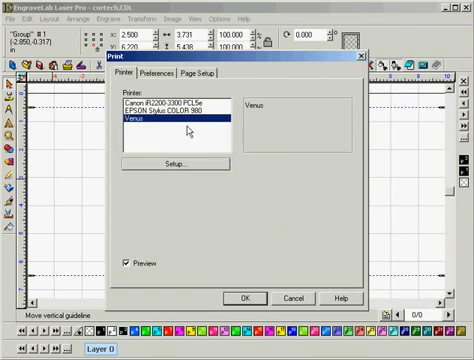 EngraveLab Laser Pro - cortech.CDL
File Edit Layout Text Arrange Engrave Transform View Options Help
"Group" # 1
(-2.850, -0.317)
in
X: 2.500 3.731 100.000 0.000
Y: 6.220 5.438 100.000
Print
Printer Preferences Page Setup
Printer:
Canon iR2200-3300 PCL5e
EPSON Stylus COLOR 980
Venus
Venus
Setup...
Preview
OK Cancel Help
Move vertical guideline
0/0
Layer 0